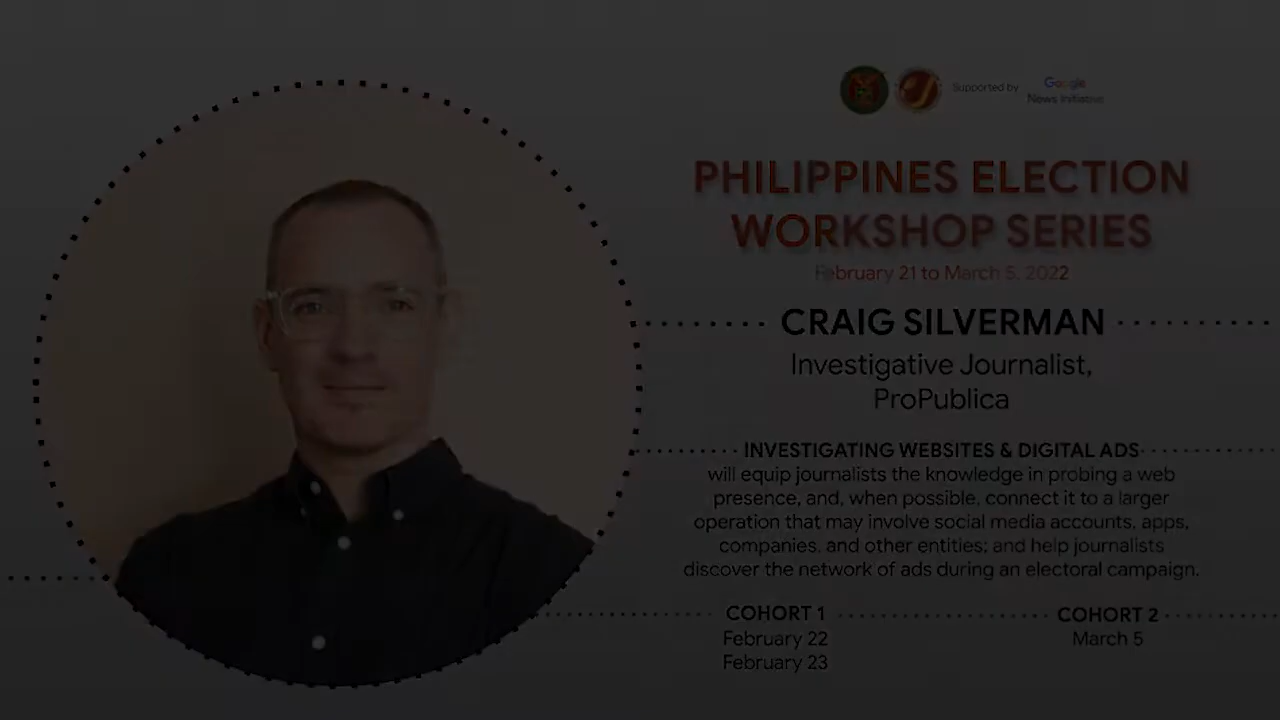 Supported by
Google
News Initiative
PHILIPPINES ELECTION
WORKSHOP SERIES
February 21 to March 5, 2022
CRAIG SILVERMAN
Investigative Journalist,
ProPublica
INVESTIGATING WEBSITES & DIGITAL ADS
will equip journalists the knowledge in probing a web
presence, and, when possible, connect it to a larger
operation that may involve social media accounts, apps,
companies, and other entities; and help journalists
discover the network of ads during an electoral campaign.
COHORT 1
February 22
February 23
COHORT 2
March 5